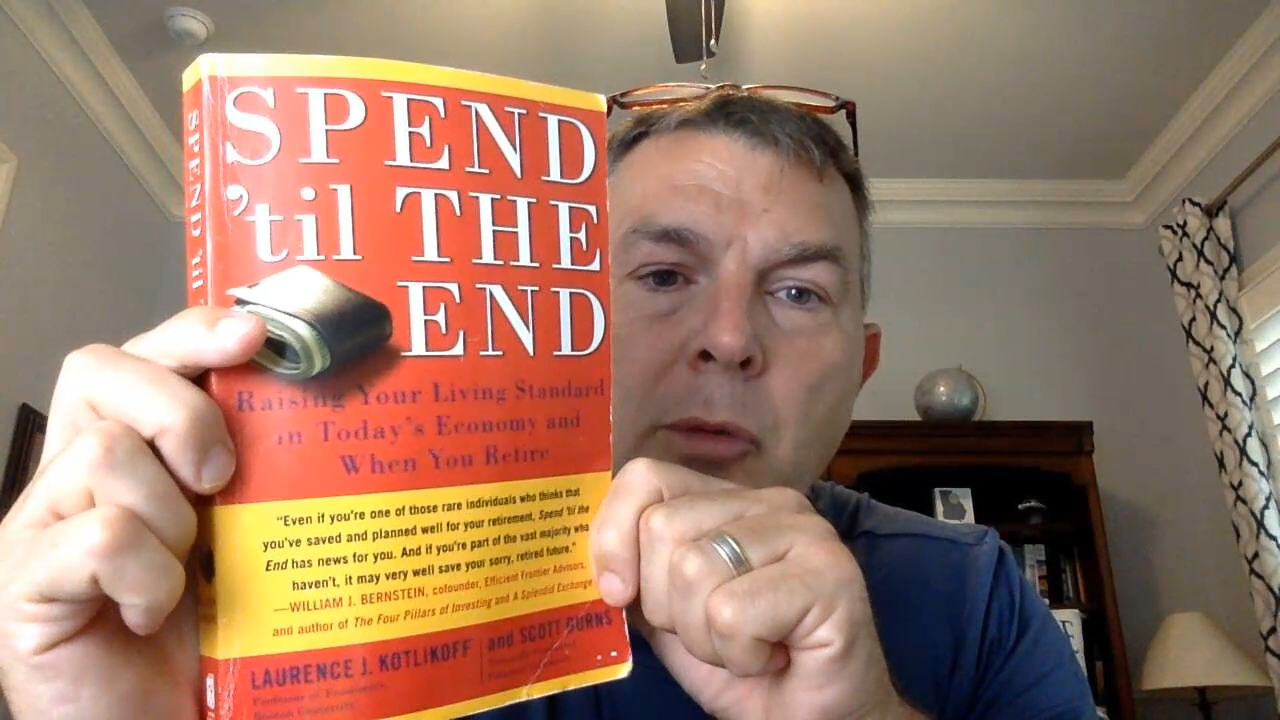 SPEND
'til THE
END
Raising Your Living Standard
in Today's Economy and
When You Retire
"Even if you're one of those rare individuals who thinks that
you've saved and planned well for your retirement, Spend 'til the
End has news for you. And if you're part of the vast majority who
haven't, it may very well save your sorry, retired future."
—WILLIAM J. BERNSTEIN, cofounder, Efficient Frontier Advisors,
and author of The Four Pillars of Investing and A Splendid Exchange
LAURENCE J. KOTLIKOFF
Professor of Economics
Boston University
and SCOTT BURNS
SPEND 'til